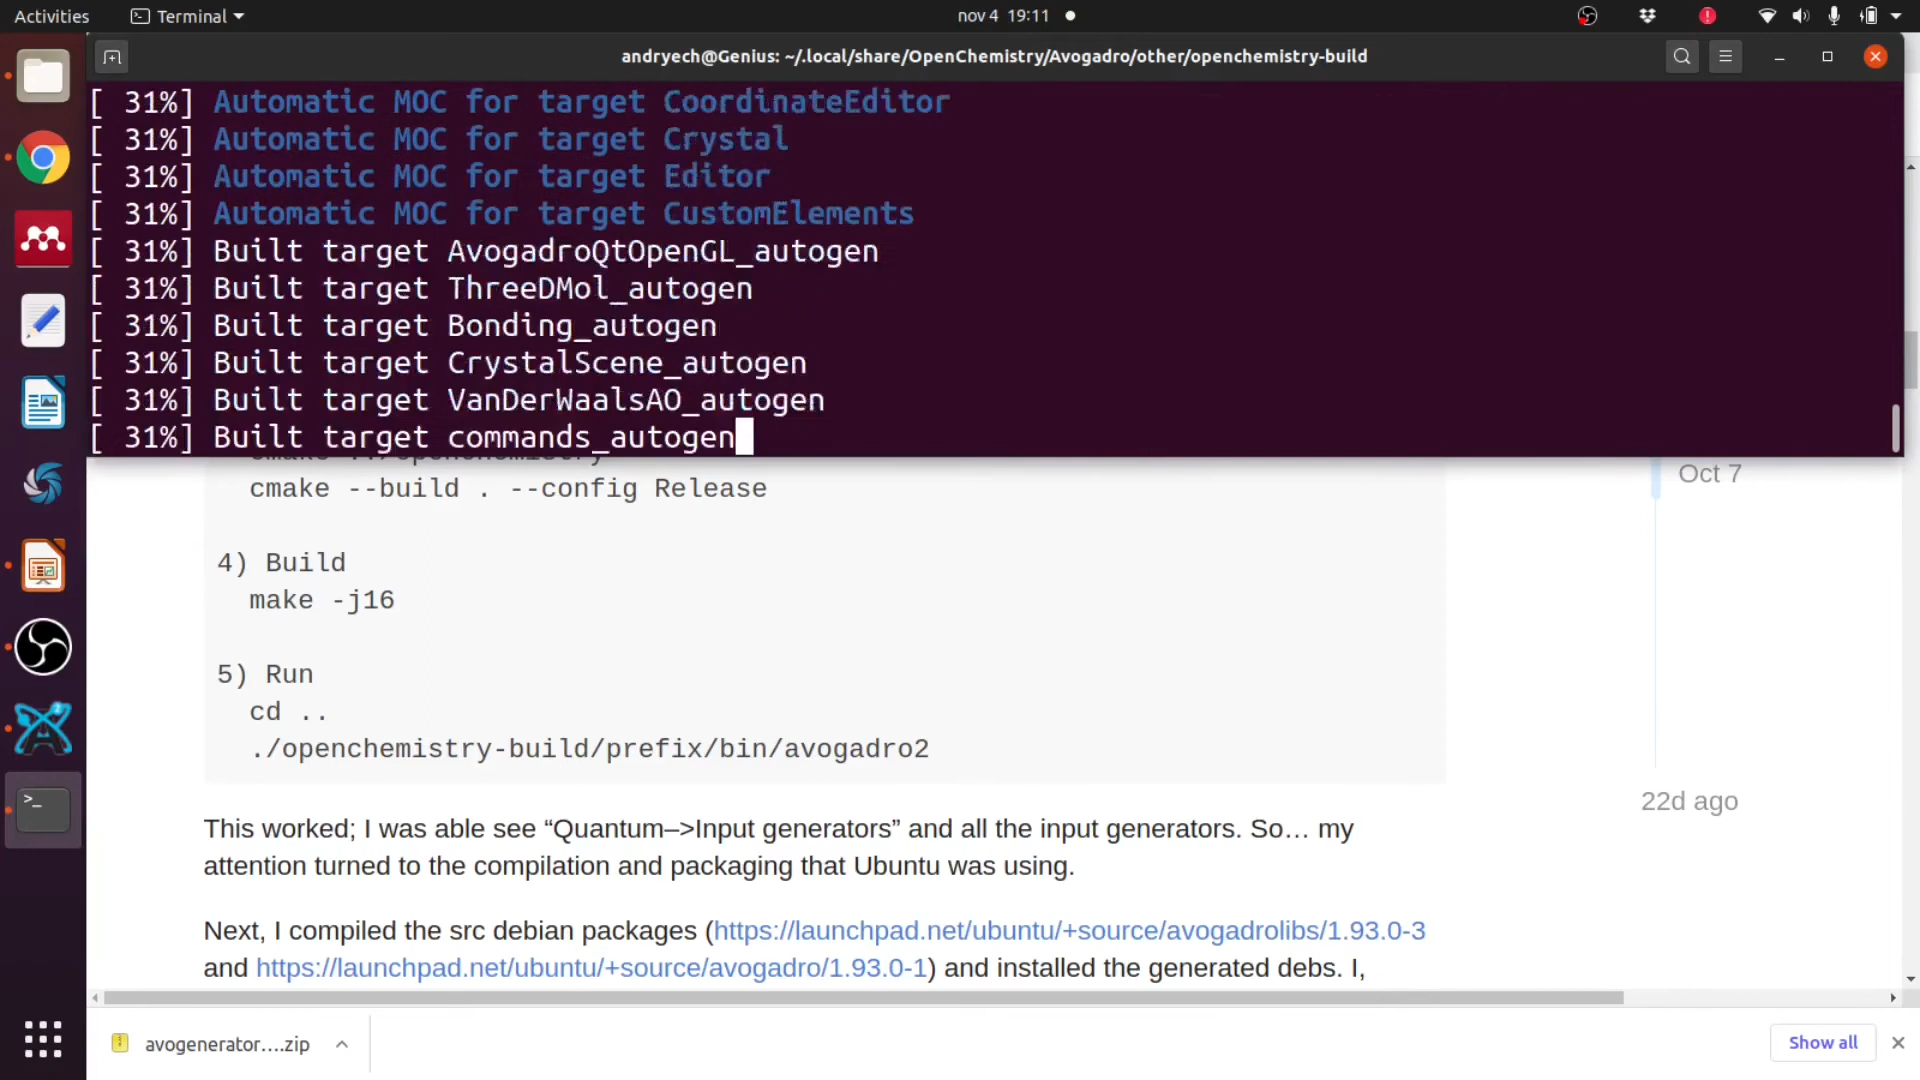 Activities
Terminal
nov 4 19:11
andryech@Genius: ~/.local/share/OpenChemistry/Avogadro/other/openchemistry-build
[ 31%] Automatic MOC for target CoordinateEditor
[ 31%] Automatic MOC for target Crystal
[ 31%] Automatic MOC for target Editor
[ 31%] Automatic MOC for target CustomElements
[ 31%] Built target AvogadroQtOpenGL_autogen
[ 31%] Built target ThreeDMol_autogen
[ 31%] Built target Bonding_autogen
[ 31%] Built target CrystalScene_autogen
[ 31%] Built target VanDerWaalsAO_autogen
[ 31%] Built target commands_autogen
Oct 7
cmake --build . --config Release
4) Build
make -j16
5) Run
cd ..
./openchemistry-build/prefix/bin/avogadro2
22d ago
This worked; I was able see “Quantum–>Input generators” and all the input generators. So… my
attention turned to the compilation and packaging that Ubuntu was using.
Next, I compiled the src debian packages (https://launchpad.net/ubuntu/+source/avogadrolibs/1.93.0-3
and https://launchpad.net/ubuntu/+source/avogadro/1.93.0-1) and installed the generated debs. I,
avogenerator....zip
Show all